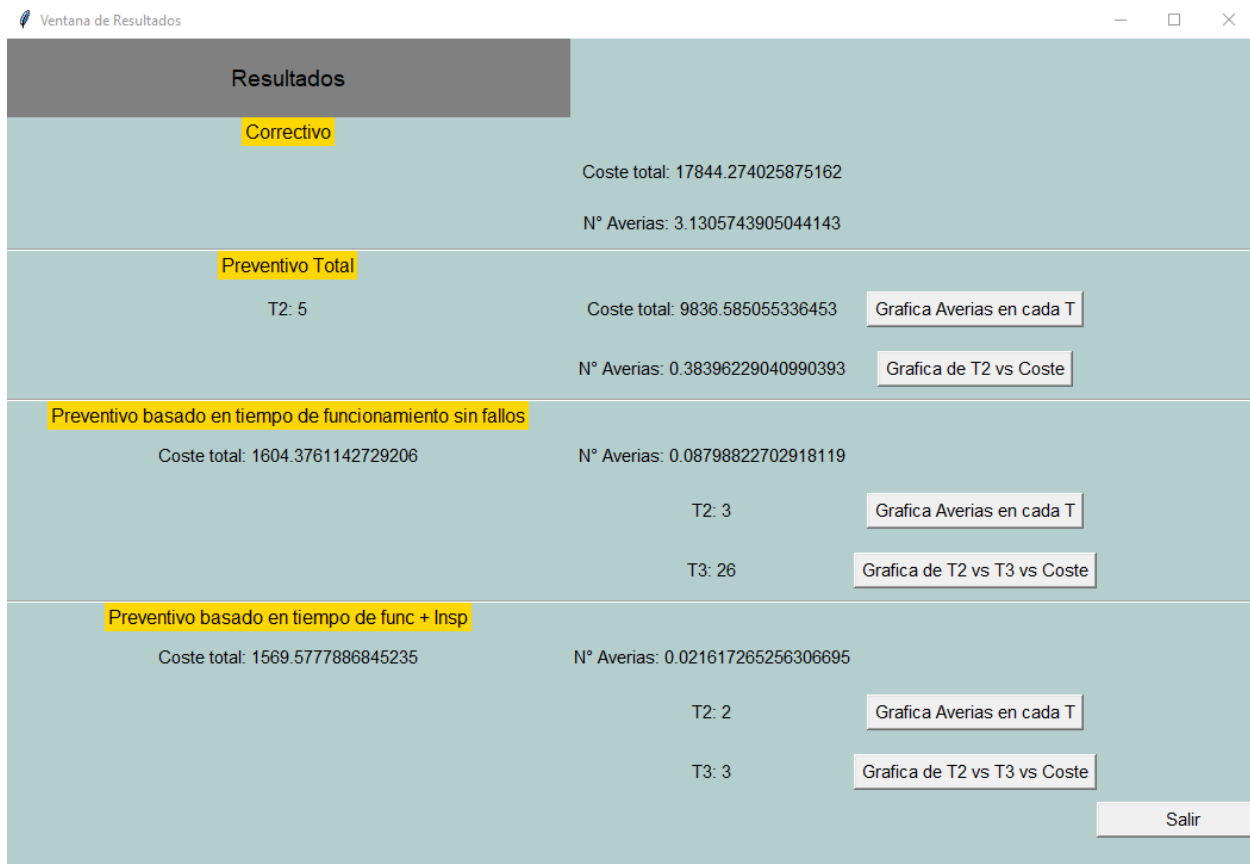 Ventana de Resultados
Resultados
Correctivo
Coste total: 17844.274025875162
N° Averias: 3.1305743905044143
Preventivo Total
T2: 5
Coste total: 9836.585055336453
Grafica Averias en cada T
N° Averias: 0.38396229040990393
Grafica de T2 vs Coste
Preventivo basado en tiempo de funcionamiento sin fallos
Coste total: 1604.3761142729206
N° Averias: 0.08798822702918119
T2: 3
Grafica Averias en cada T
T3: 26
Grafica de T2 vs T3 vs Coste
Preventivo basado en tiempo de func + Insp
Coste total: 1569.5777886845235
N° Averias: 0.021617265256306695
T2: 2
Grafica Averias en cada T
T3: 3
Grafica de T2 vs T3 vs Coste
Salir